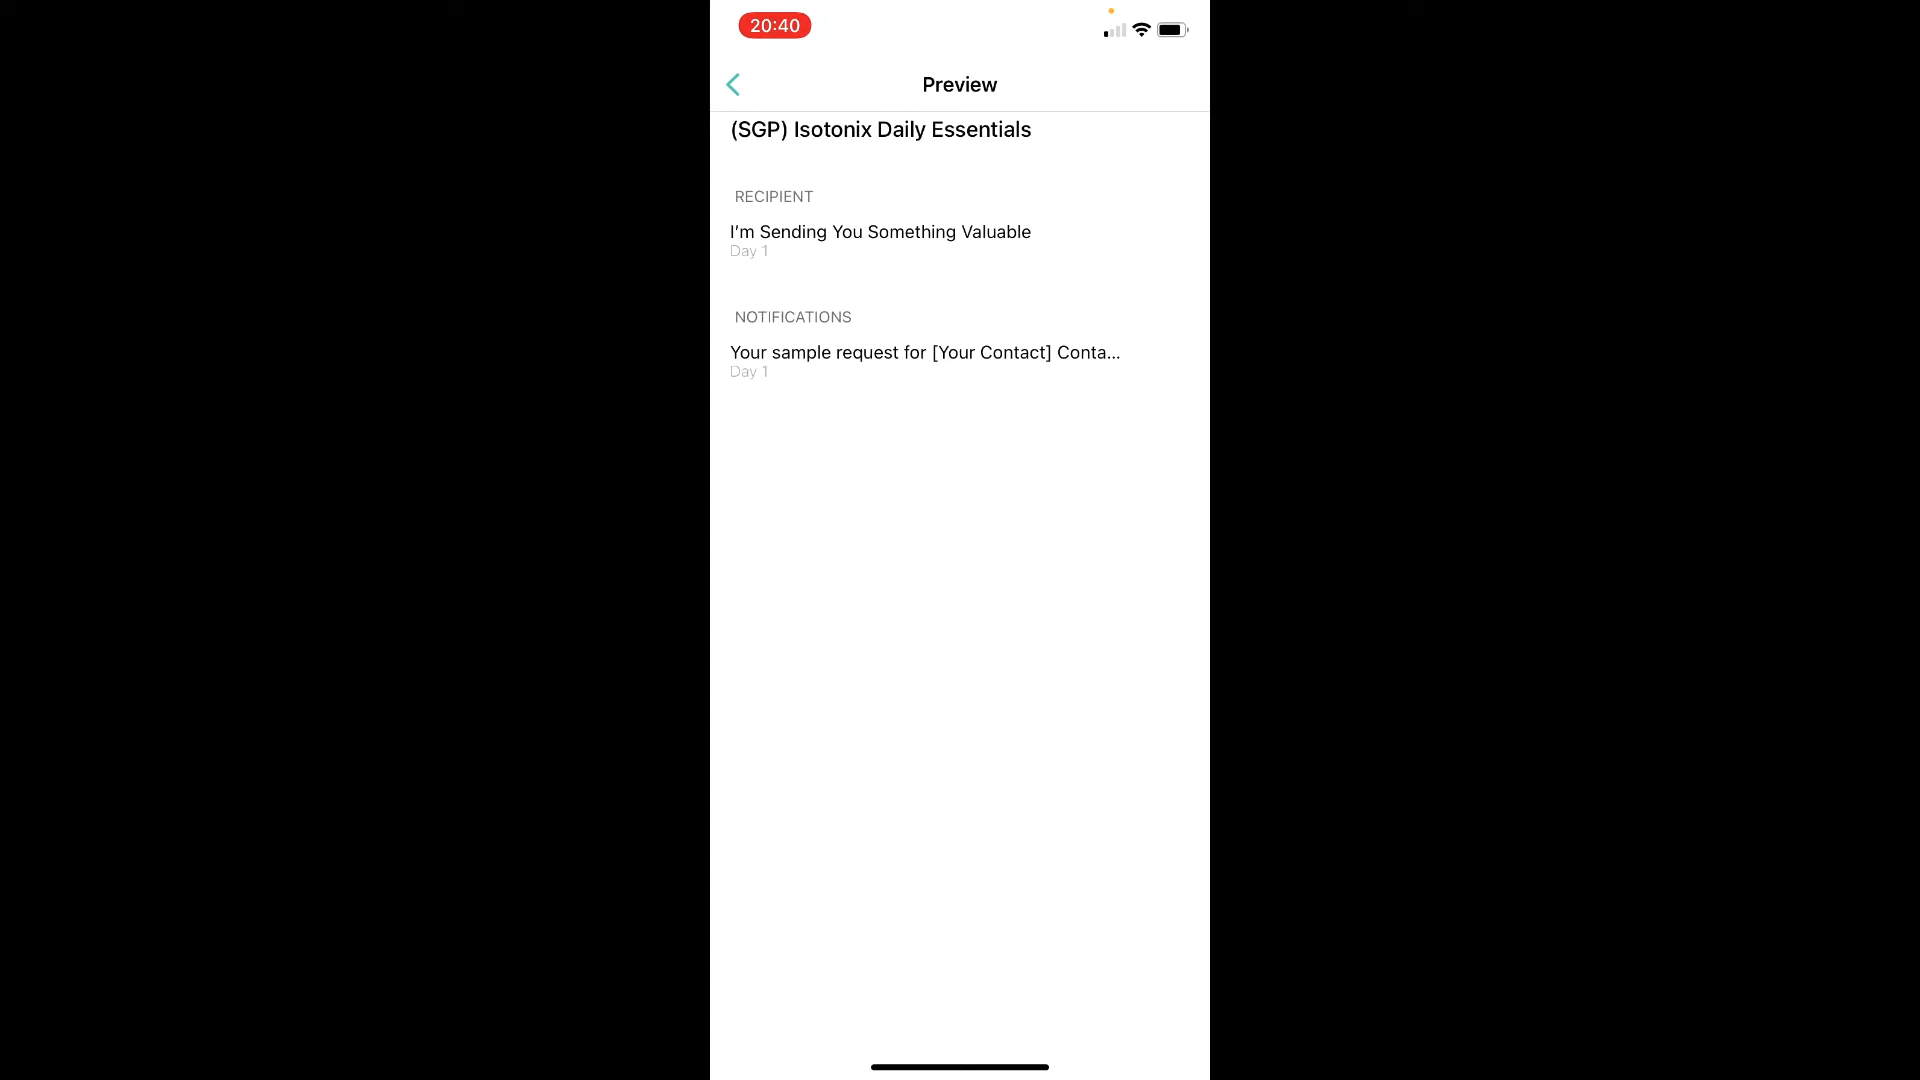 20:40
Preview
(SGP) Isotonix Daily Essentials
RECIPIENT
I’m Sending You Something Valuable
Day 1
NOTIFICATIONS
Your sample request for [Your Contact] Conta...
Day 1